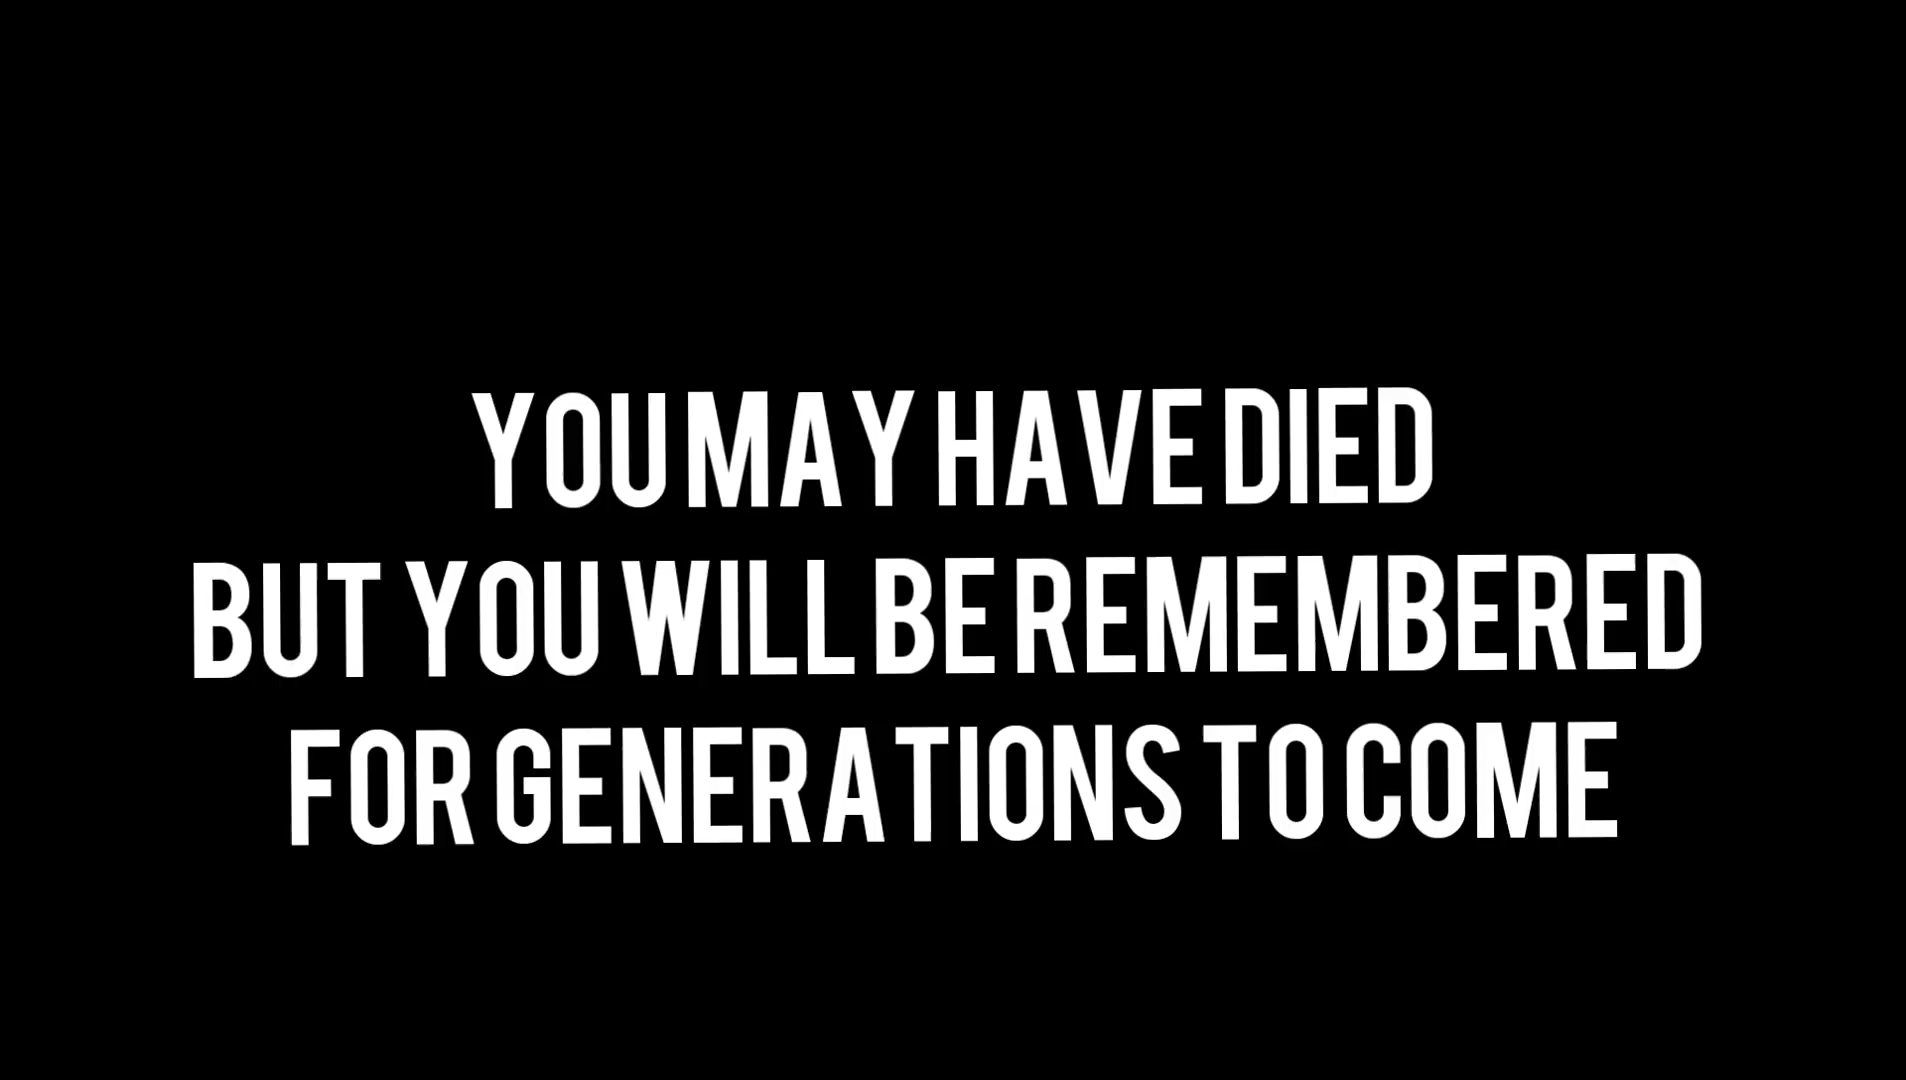 YOU MAY HAVE DIED
BUT YOU WILL BE REMEMBERED
FOR GENERATIONS TO COME